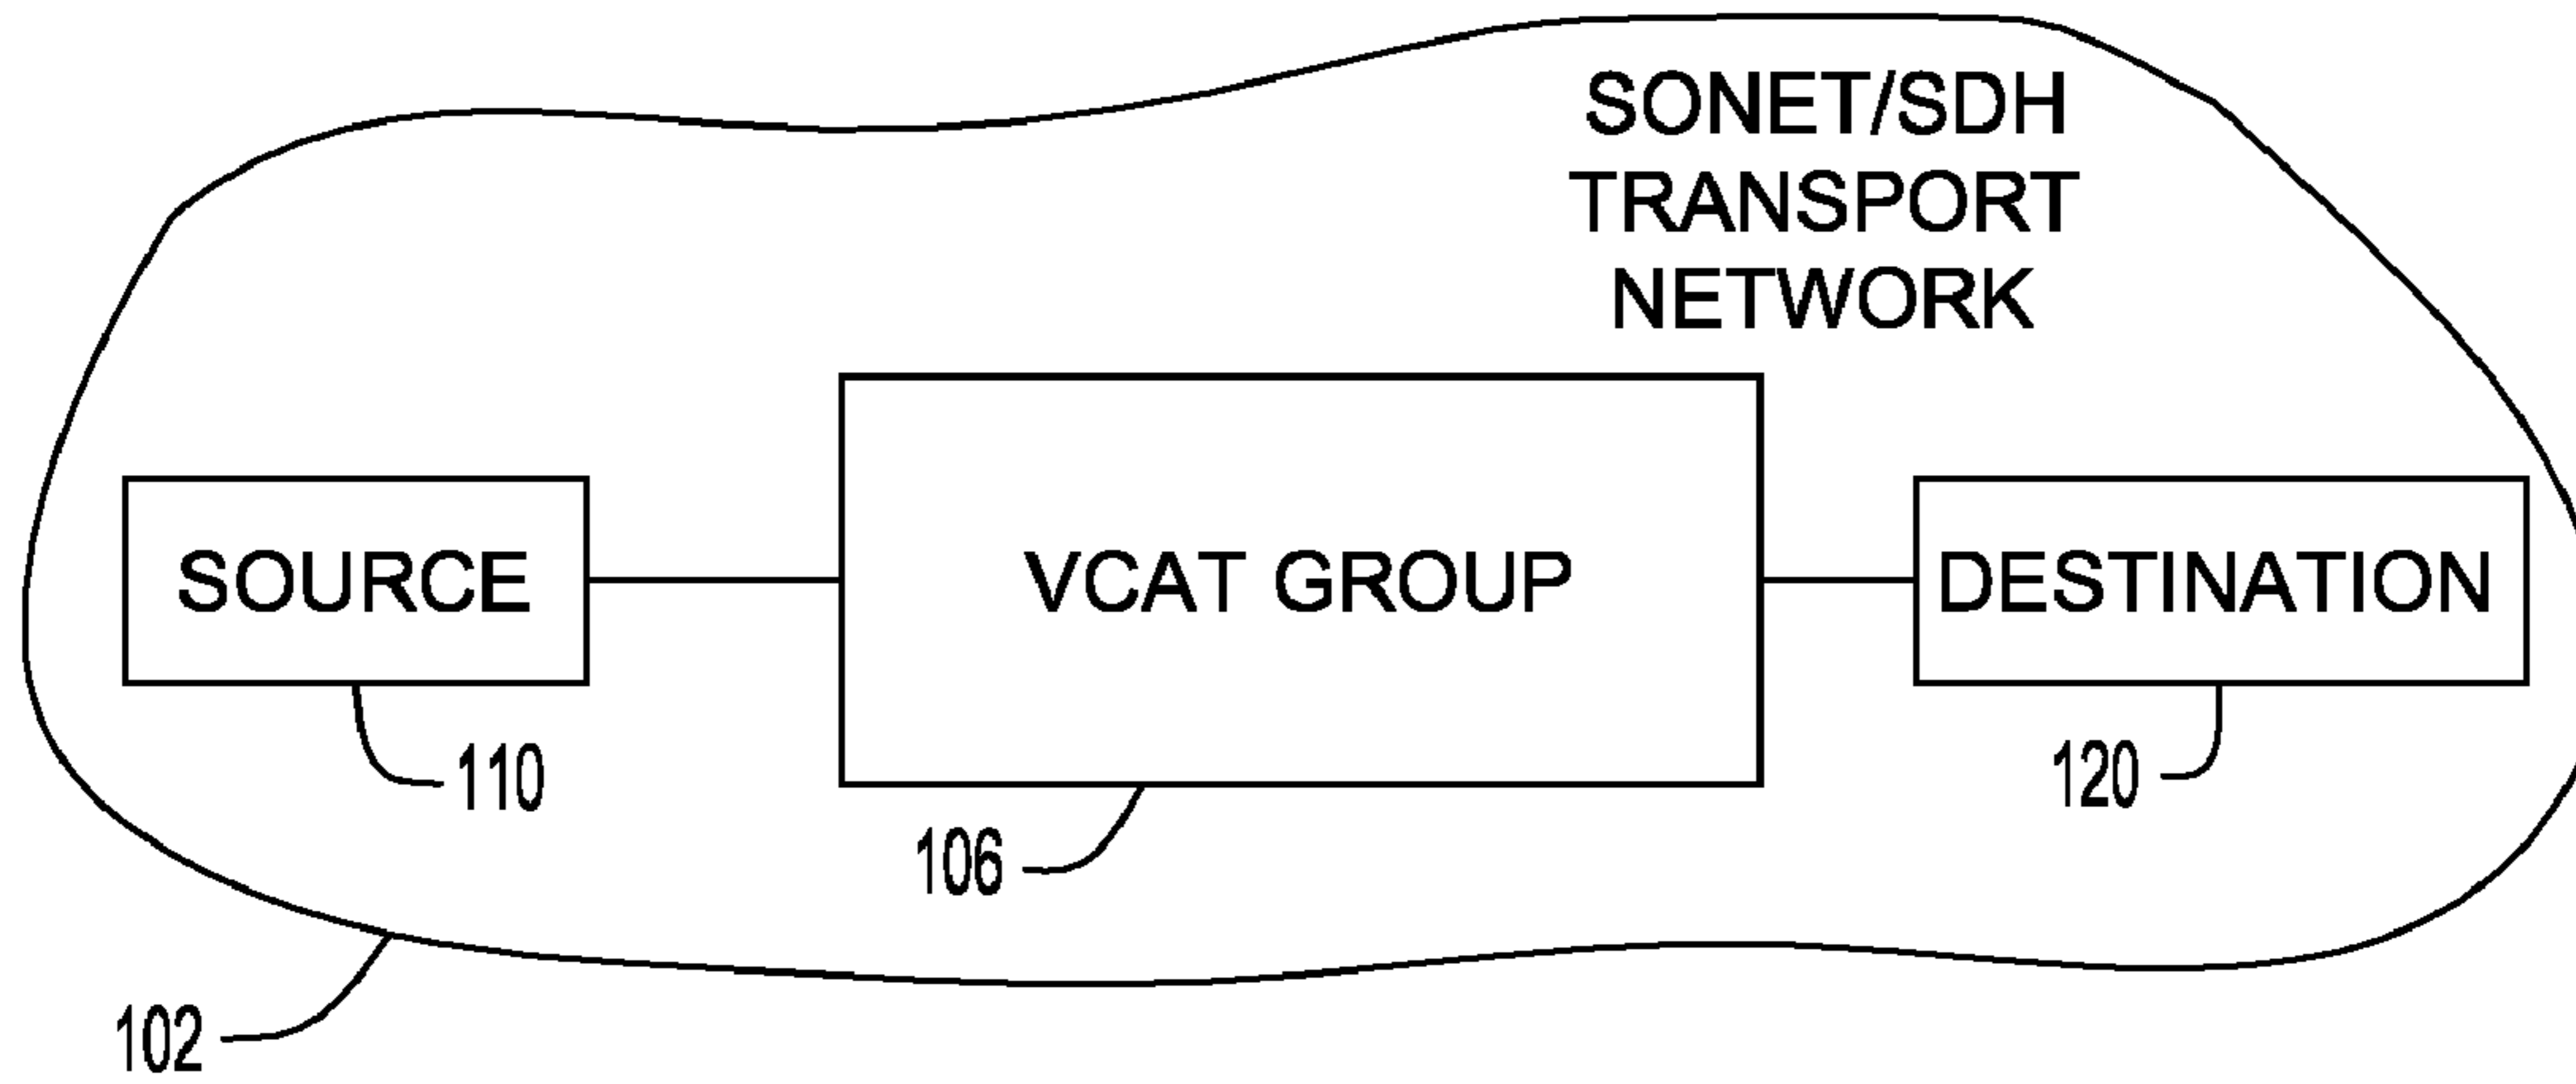 SONET/SDH
TRANSPORT
NETWORK
SOURCE
VCAT GROUP
DESTINATION
110
120
106
102